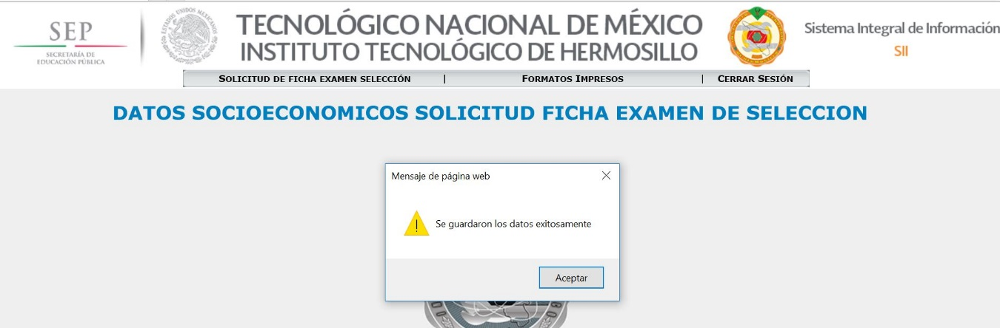 SEP
SECRETARÍA DE
EDUCACIÓN PÚBLICA
ESTADOS UNIDOS MEXICANOS
TECNOLÓGICO NACIONAL DE MÉXICO
INSTITUTO TECNOLÓGICO DE HERMOSILLO
Sistema Integral de Información
SII
SOLICITUD DE FICHA EXAMEN SELECCIÓN | FORMATOS IMPRESOS | CERRAR SESIÓN
DATOS SOCIOECONOMICOS SOLICITUD FICHA EXAMEN DE SELECCION
Mensaje de página web
Se guardaron los datos exitosamente
Aceptar